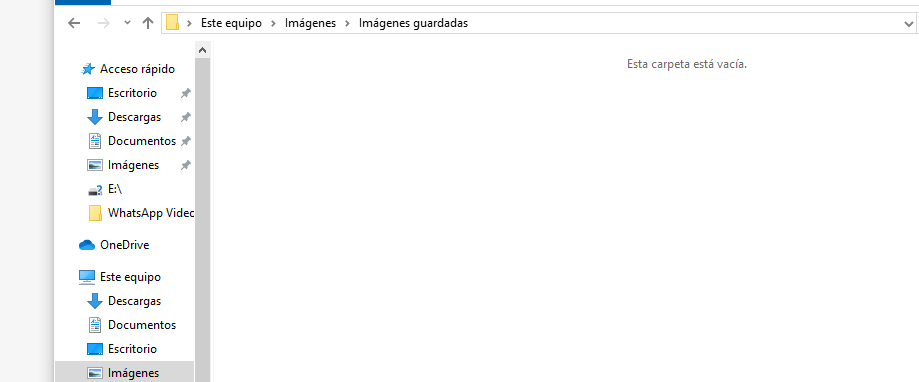 Este equipo > Imágenes > Imágenes guardadas
Esta carpeta está vacía.
Acceso rápido
Escritorio
Descargas
Documentos
Imágenes
E:\
WhatsApp Video
OneDrive
Este equipo
Descargas
Documentos
Escritorio
Imágenes